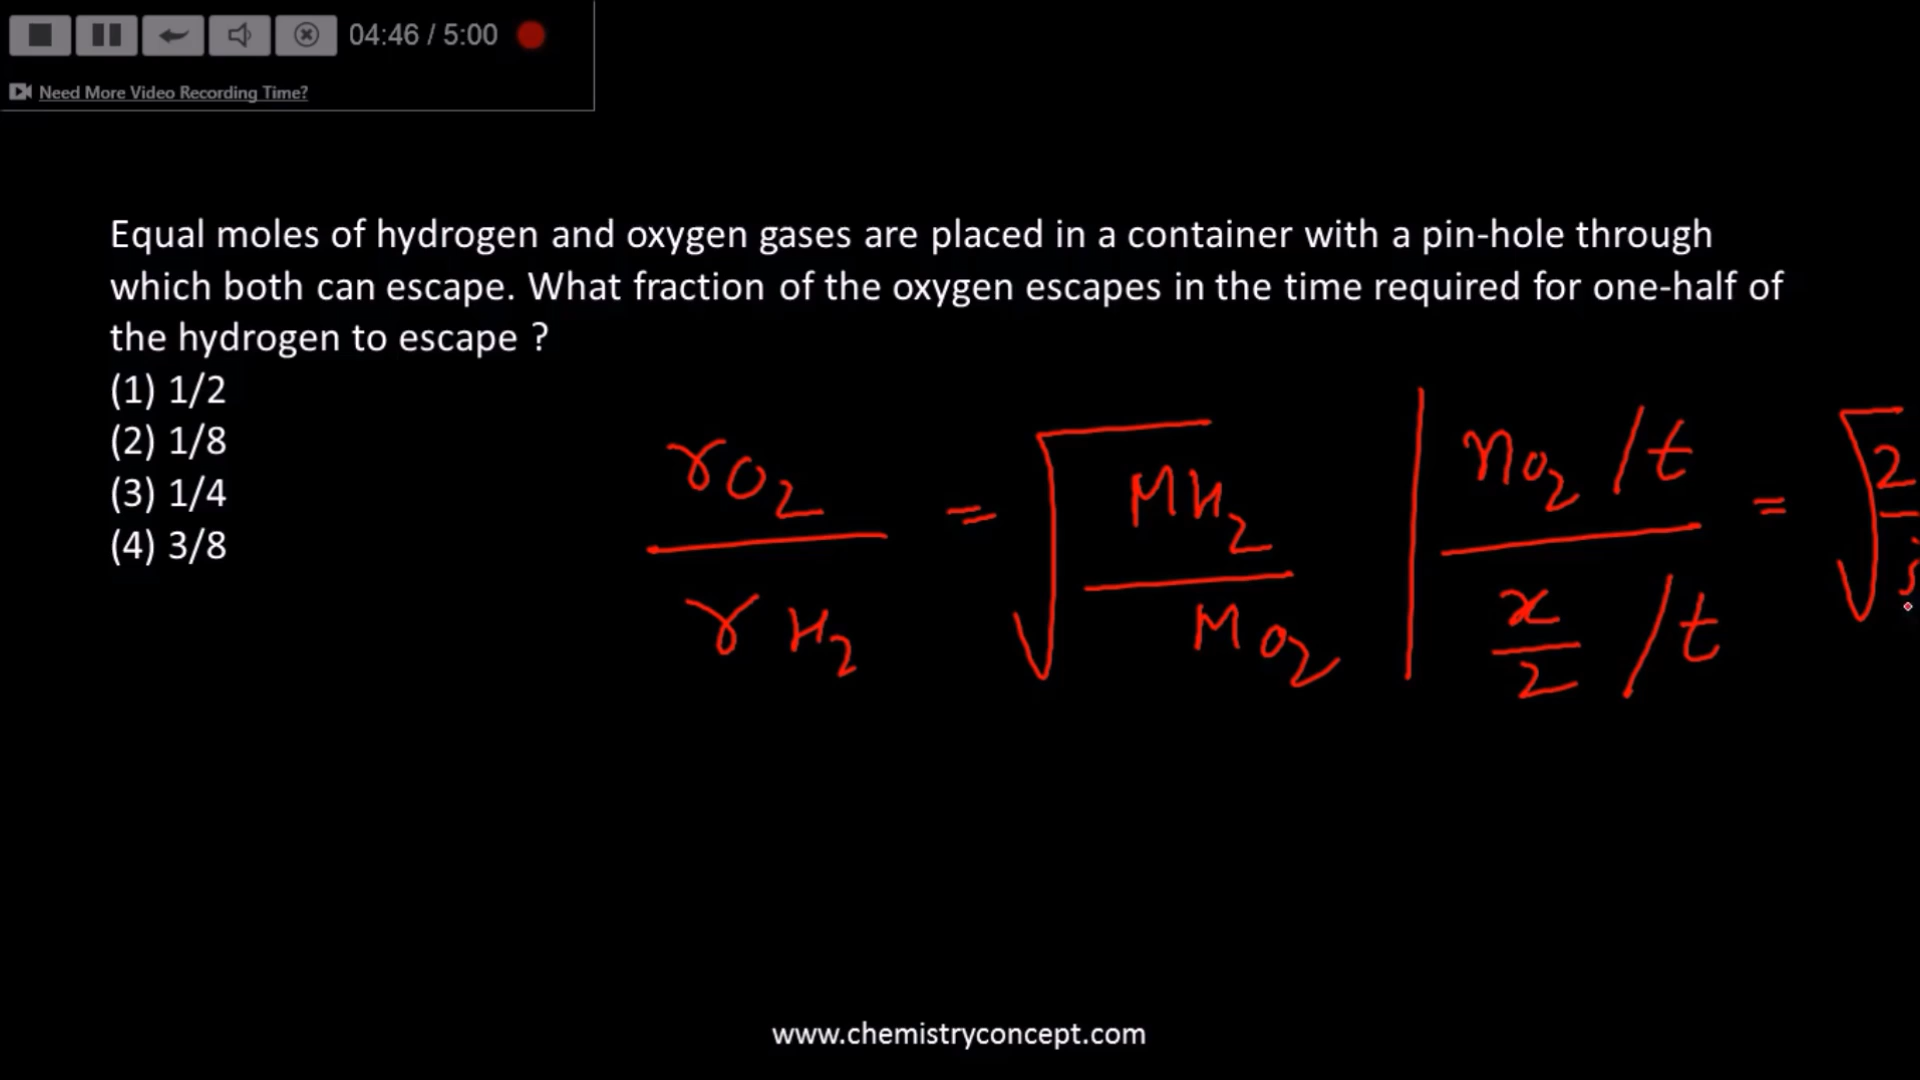 04:46 / 5:00
Need More Video Recording Time?
Equal moles of hydrogen and oxygen gases are placed in a container with a pin-hole through
which both can escape. What fraction of the oxygen escapes in the time required for one-half of
the hydrogen to escape ?
(1) 1/2
(2) 1/8
(3) 1/4
(4) 3/8
rO₂ / rH₂ = √(MH₂ / MO₂) | (nO₂/t) / (x/2 /t) = √2
www.chemistryconcept.com